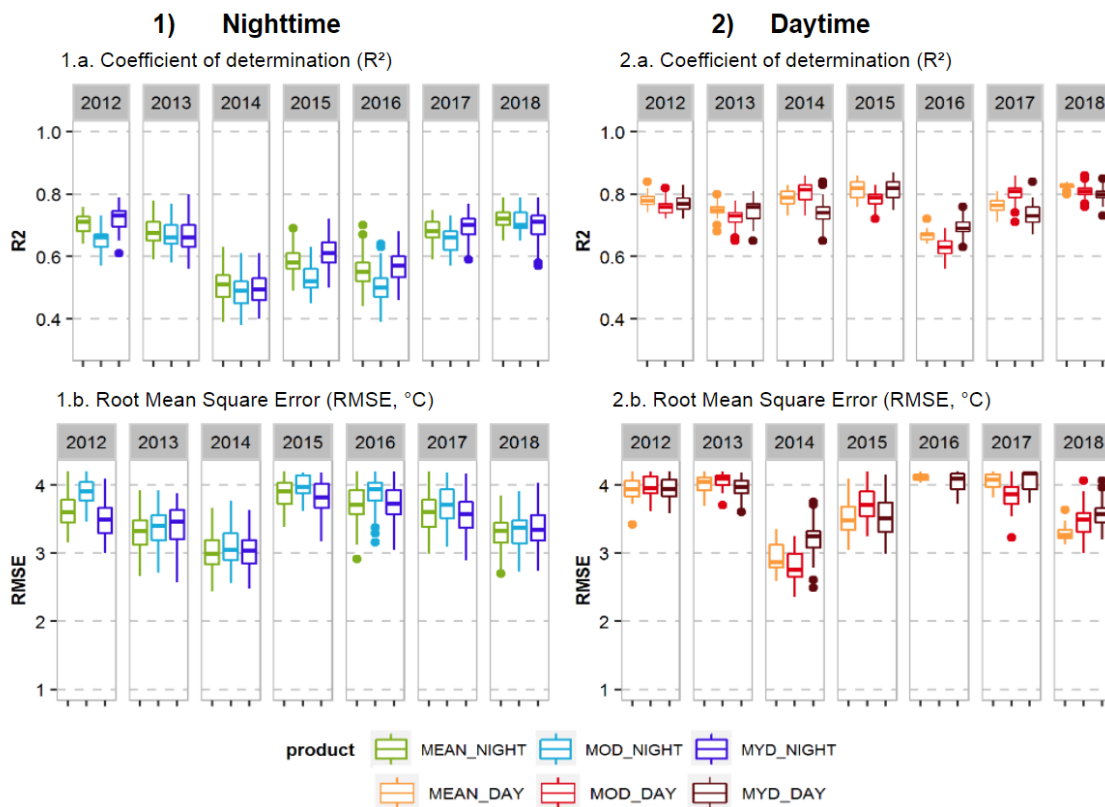 1) Nighttime
1.a. Coefficient of determination (R²)
2012 2013 2014 2015 2016 2017 2018
1.0
0.8
0.6
0.4
R2
1.b. Root Mean Square Error (RMSE, °C)
2012 2013 2014 2015 2016 2017 2018
4
3
2
1
RMSE
2) Daytime
2.a. Coefficient of determination (R²)
2012 2013 2014 2015 2016 2017 2018
1.0
0.8
0.6
0.4
R2
2.b. Root Mean Square Error (RMSE, °C)
2012 2013 2014 2015 2016 2017 2018
4
3
2
1
RMSE
product MEAN_NIGHT MOD_NIGHT MYD_NIGHT
MEAN_DAY MOD_DAY MYD_DAY